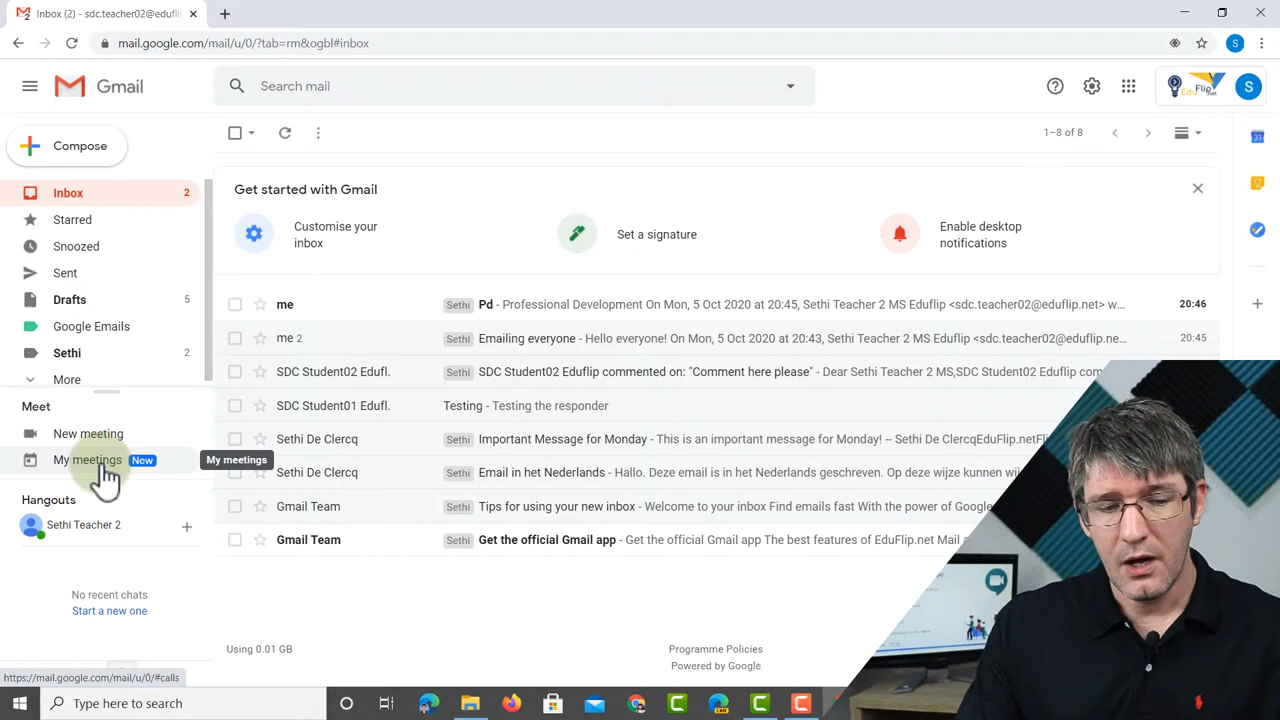 Inbox (2) - sdc.teacher02@edufli
mail.google.com/mail/u/0/?tab=rm&ogbl#inbox
S
Gmail
Search mail
EduFlip.net
S
Compose
1–8 of 8
31
Inbox 2
Starred
Snoozed
Sent
Drafts 5
Google Emails
Sethi 2
More
Get started with Gmail
Customise your
inbox
Set a signature
Enable desktop
notifications
me Sethi Pd - Professional Development On Mon, 5 Oct 2020 at 20:45, Sethi Teacher 2 MS Eduflip <sdc.teacher02@eduflip.net> w... 20:46
me 2 Sethi Emailing everyone - Hello everyone! On Mon, 5 Oct 2020 at 20:43, Sethi Teacher 2 MS Eduflip <sdc.teacher02@eduflip.ne... 20:45
SDC Student02 Edufl. Sethi SDC Student02 Eduflip commented on: "Comment here please" - Dear Sethi Teacher 2 MS,SDC Student02 Eduflip com
SDC Student01 Edufl. Testing - Testing the responder
Sethi De Clercq Sethi Important Message for Monday - This is an important message for Monday! -- Sethi De ClercqEduFlip.netFli
Sethi De Clercq Sethi Email in het Nederlands - Hallo. Deze email is in het Nederlands geschreven. Op deze wijze kunnen wij
Gmail Team Sethi Tips for using your new inbox - Welcome to your inbox Find emails fast With the power of Google
Gmail Team Sethi Get the official Gmail app - Get the official Gmail app The best features of EduFlip.net Mail
Meet
New meeting
My meetings New
My meetings
Hangouts
Sethi Teacher 2
No recent chats
Start a new one
Using 0.01 GB
Programme Policies
Powered by Google
https://mail.google.com/mail/u/0/#calls
Type here to search
CAN